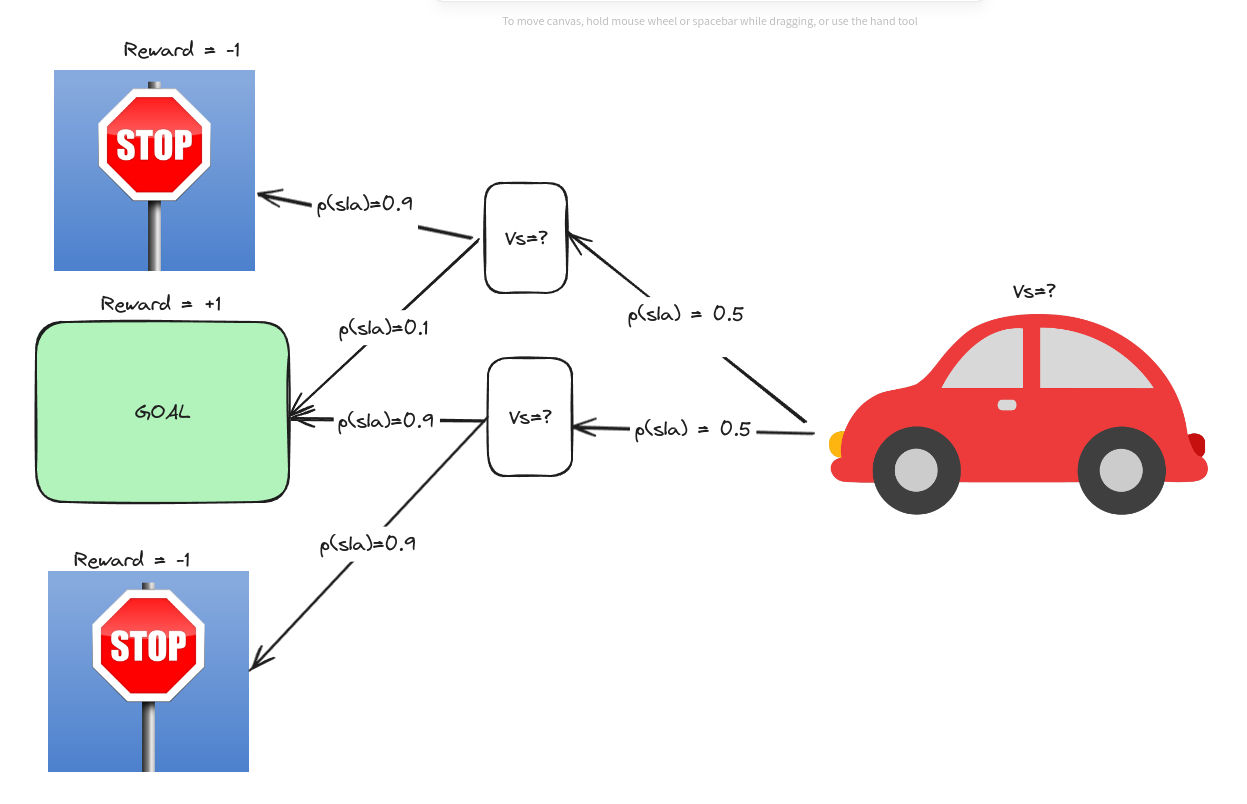 To move canvas, hold mouse wheel or spacebar while dragging, or use the hand tool
Reward = -1
STOP
p(s|a)=0.9
Vs=?
Reward = +1
p(s|a)=0.1
p(s|a) = 0.5
Vs=?
GOAL
p(s|a)=0.9
Vs=?
p(s|a) = 0.5
p(s|a)=0.9
Reward = -1
STOP